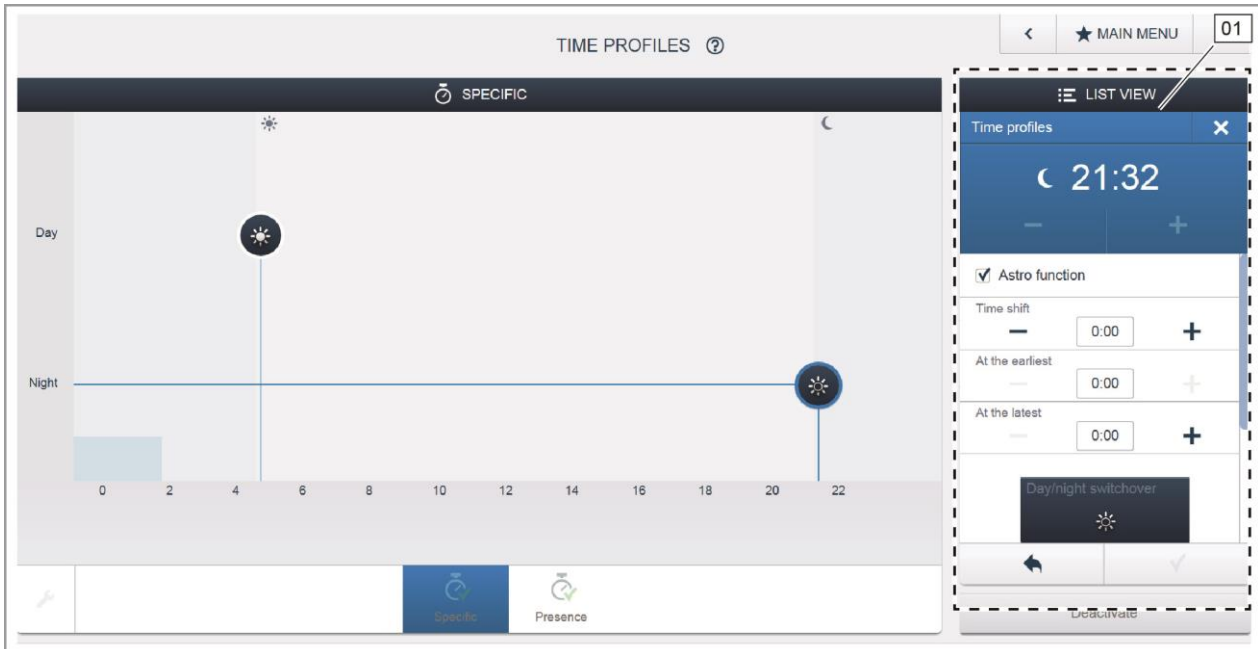 TIME PROFILES ?
< ★ MAIN MENU
01
SPECIFIC
LIST VIEW
Time profiles ×
21:32
− +
Astro function
Time shift
− 0:00 +
At the earliest
− 0:00 +
At the latest
− 0:00 +
Day/night switchover
Day
Night
0 2 4 6 8 10 12 14 16 18 20 22
Specific Presence
Deactivate